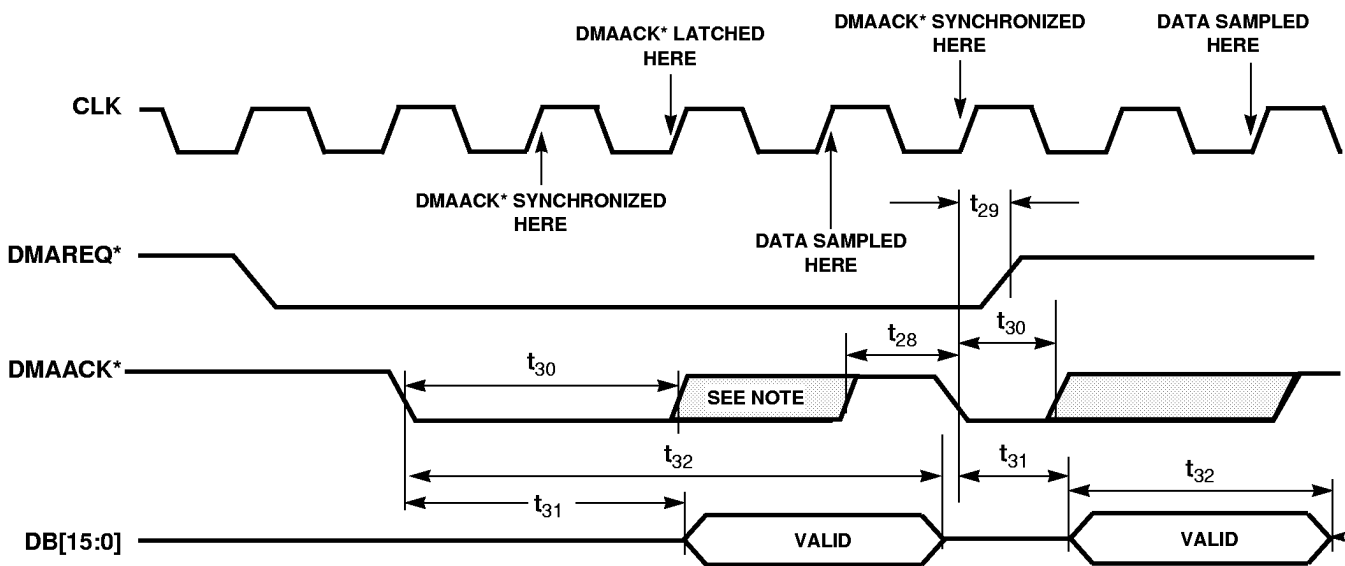 DMAACK* LATCHED
HERE
DMAACK* SYNCHRONIZED
HERE
DATA SAMPLED
HERE
CLK
DMAACK* SYNCHRONIZED
HERE
DATA SAMPLED
HERE
t29
DMAREQ*
t28
t30
DMAACK*
t30
SEE NOTE
t32
t31
t32
t31
DB[15:0]
VALID
VALID